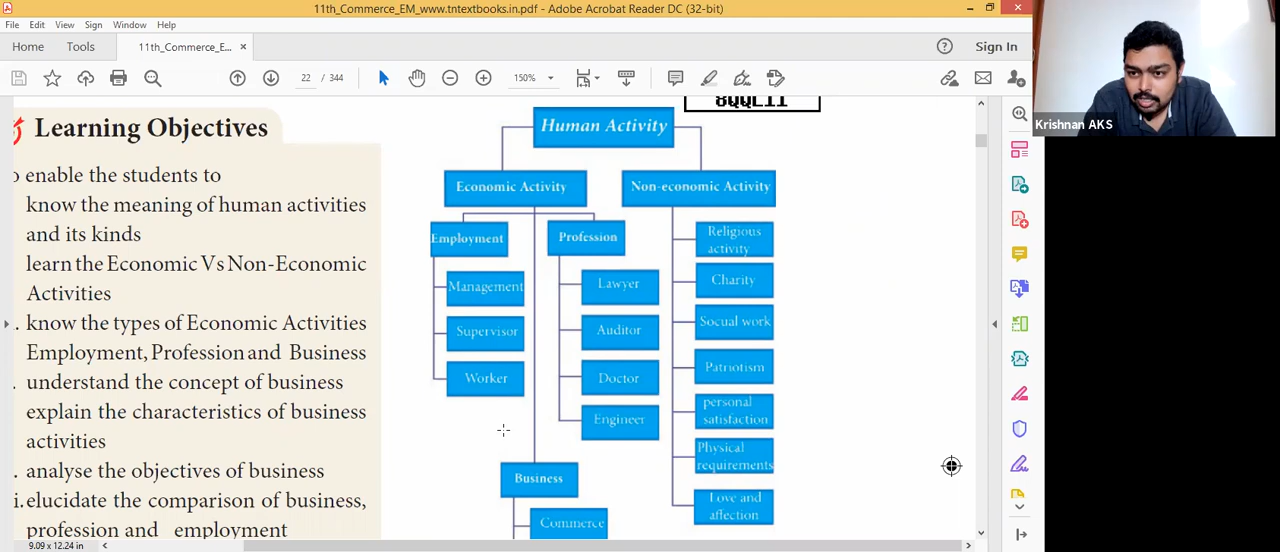 11th_Commerce_EM_www.tntextbooks.in.pdf - Adobe Acrobat Reader DC (32-bit)
File Edit View Sign Window Help
Home Tools 11th_Commerce_E... × Sign In
22 / 344 150%
Krishnan AKS
Learning Objectives
enable the students to
know the meaning of human activities
and its kinds
learn the Economic Vs Non-Economic
Activities
know the types of Economic Activities
Employment, Profession and Business
understand the concept of business
explain the characteristics of business
activities
analyse the objectives of business
elucidate the comparison of business,
profession and employment
Human Activity
Economic Activity
Employment
Management
Supervisor
Worker
Profession
Lawyer
Auditor
Doctor
Engineer
Business
Commerce
Non-economic Activity
Religious
activity
Charity
Socual work
Patriotism
personal
satisfaction
Physical
requirements
Love and
affection
9.09 x 12.24 in